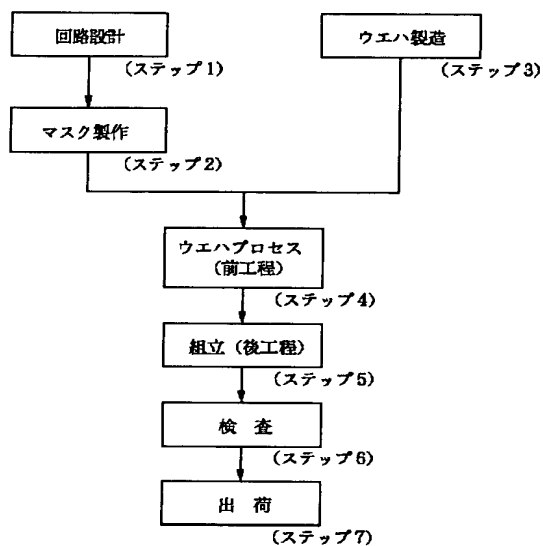 回路設計
(ステップ1)
ウエハ製造
(ステップ3)
マスク製作
(ステップ2)
ウエハプロセス
(前工程)
(ステップ4)
組立(後工程)
(ステップ5)
検 査
(ステップ6)
出 荷
(ステップ7)